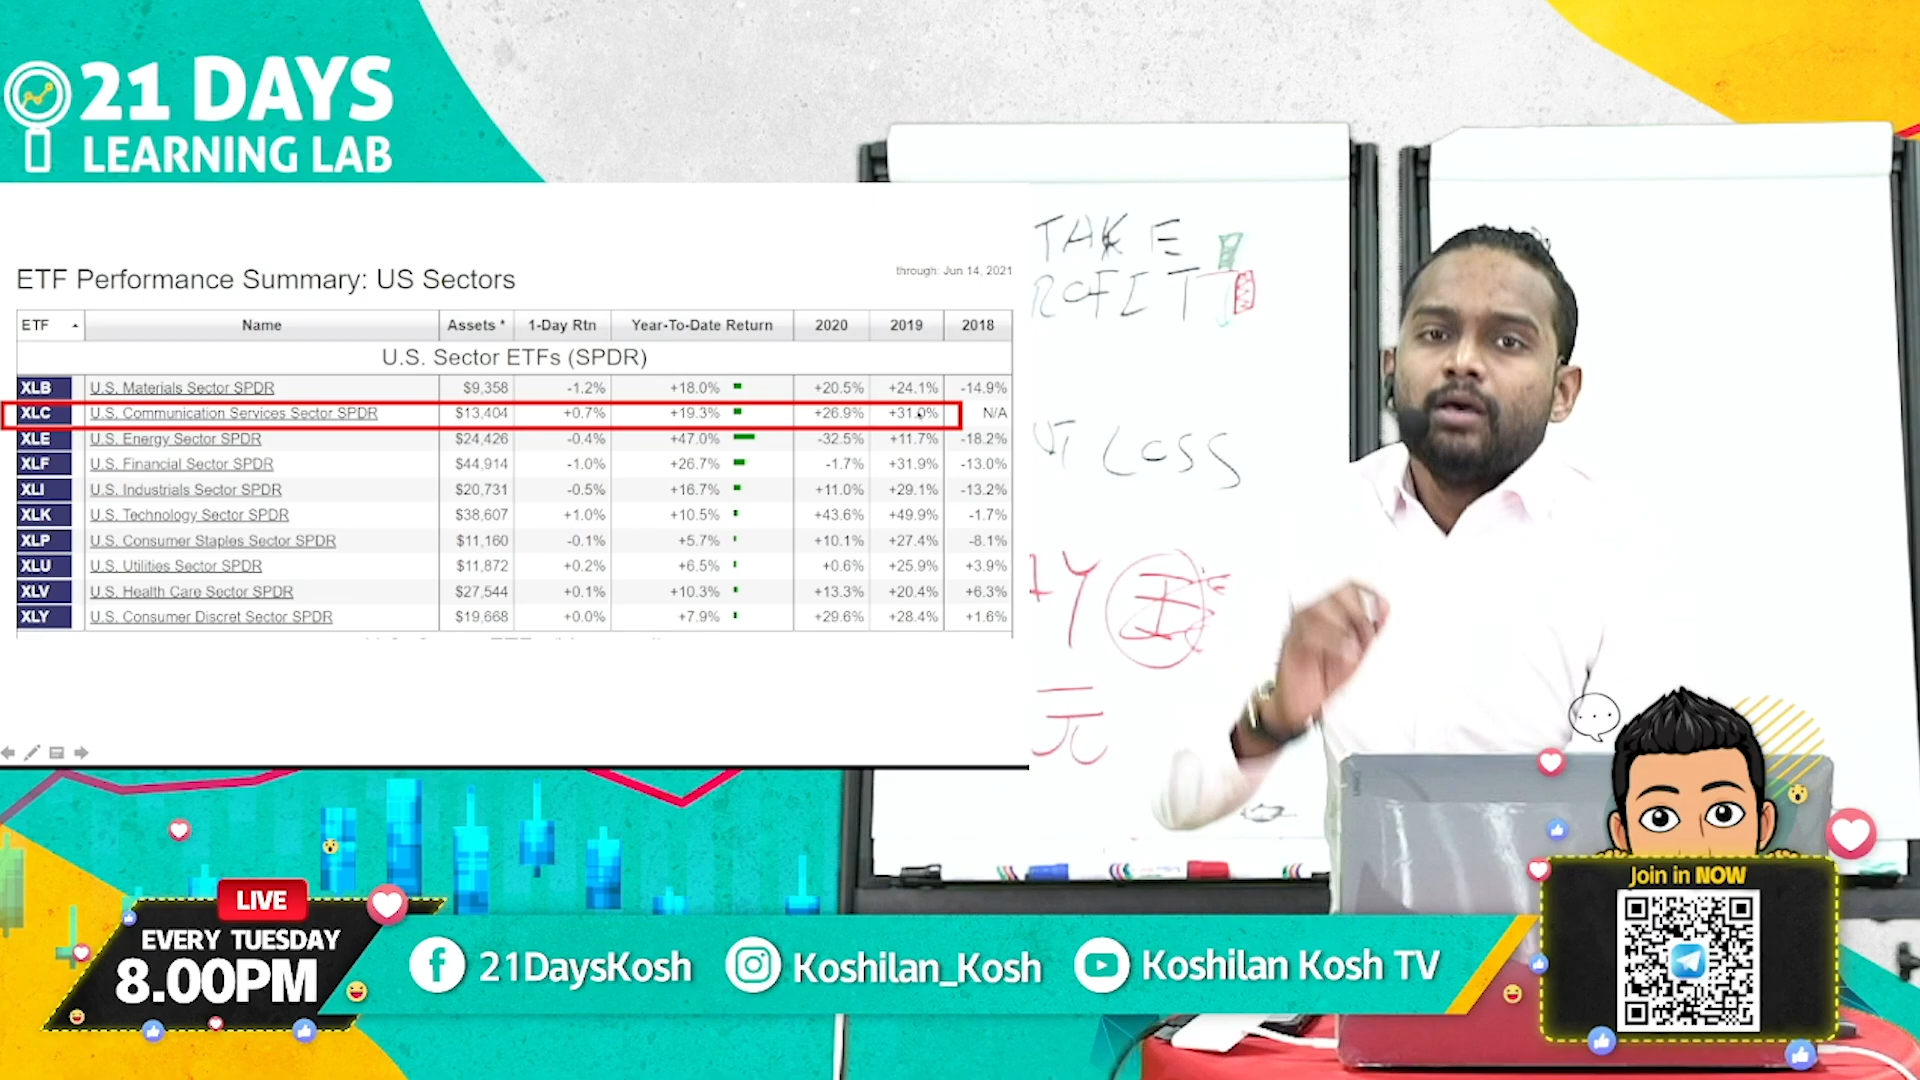 21 DAYS
LEARNING LAB
ETF Performance Summary: US Sectors
through: Jun 14, 2021
ETF Name Assets * 1-Day Rtn Year-To-Date Return 2020 2019 2018
U.S. Sector ETFs (SPDR)
XLB U.S. Materials Sector SPDR $9,358 -1.2% +18.0% +20.5% +24.1% -14.9%
XLC U.S. Communication Services Sector SPDR $13,404 +0.7% +19.3% +26.9% +31.0% N/A
XLE U.S. Energy Sector SPDR $24,426 -0.4% +47.0% -32.5% +11.7% -18.2%
XLF U.S. Financial Sector SPDR $44,914 -1.0% +26.7% -1.7% +31.9% -13.0%
XLI U.S. Industrials Sector SPDR $20,731 -0.5% +16.7% +11.0% +29.1% -13.2%
XLK U.S. Technology Sector SPDR $38,607 +1.0% +10.5% +43.6% +49.9% -1.7%
XLP U.S. Consumer Staples Sector SPDR $11,160 -0.1% +5.7% +10.1% +27.4% -8.1%
XLU U.S. Utilities Sector SPDR $11,872 +0.2% +6.5% +0.6% +25.9% +3.9%
XLV U.S. Health Care Sector SPDR $27,544 +0.1% +10.3% +13.3% +20.4% +6.3%
XLY U.S. Consumer Discret Sector SPDR $19,668 +0.0% +7.9% +29.6% +28.4% +1.6%
TAKE
ROFIT
UT LOSS
LIVE
EVERY TUESDAY
8.00PM
21DaysKosh
Koshilan_Kosh
Koshilan Kosh TV
Join in NOW